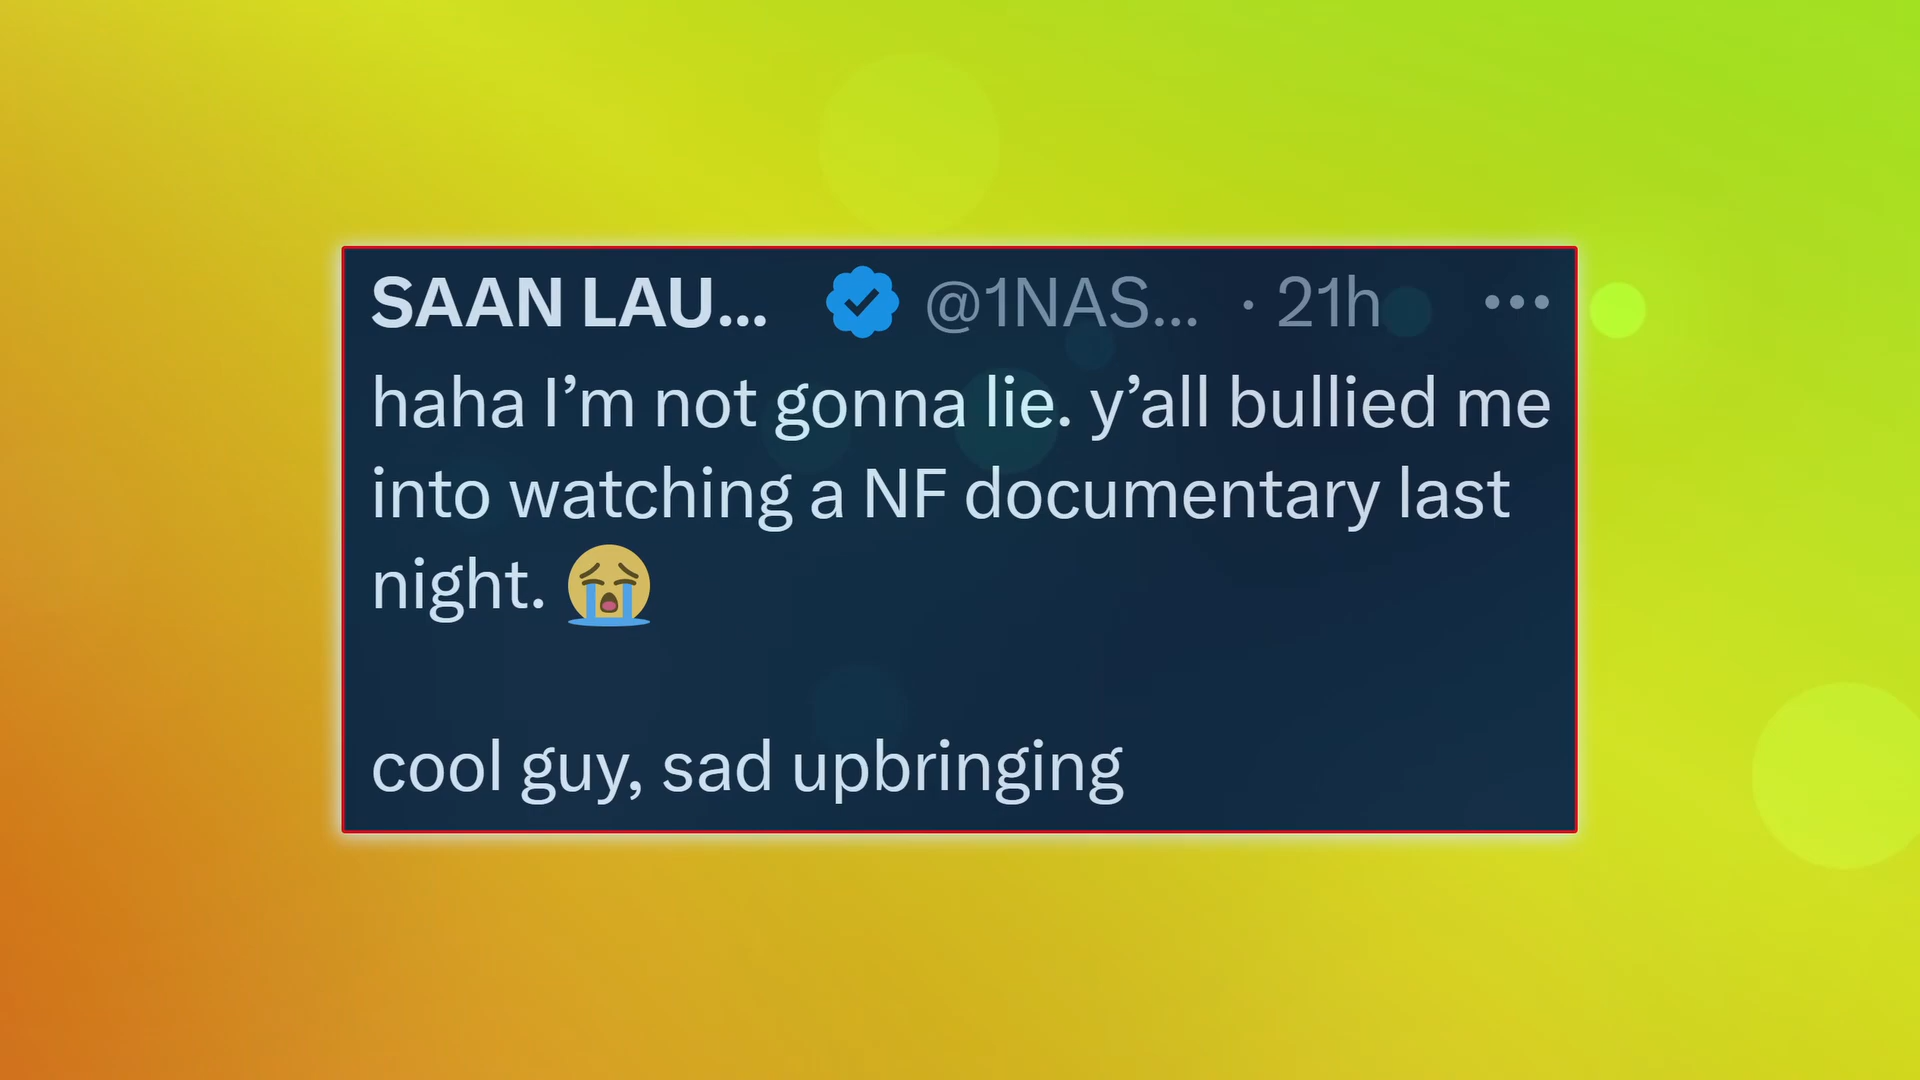 SAAN LAU... @1NAS... · 21h
haha I’m not gonna lie. y’all bullied me
into watching a NF documentary last
night. 😭
cool guy, sad upbringing